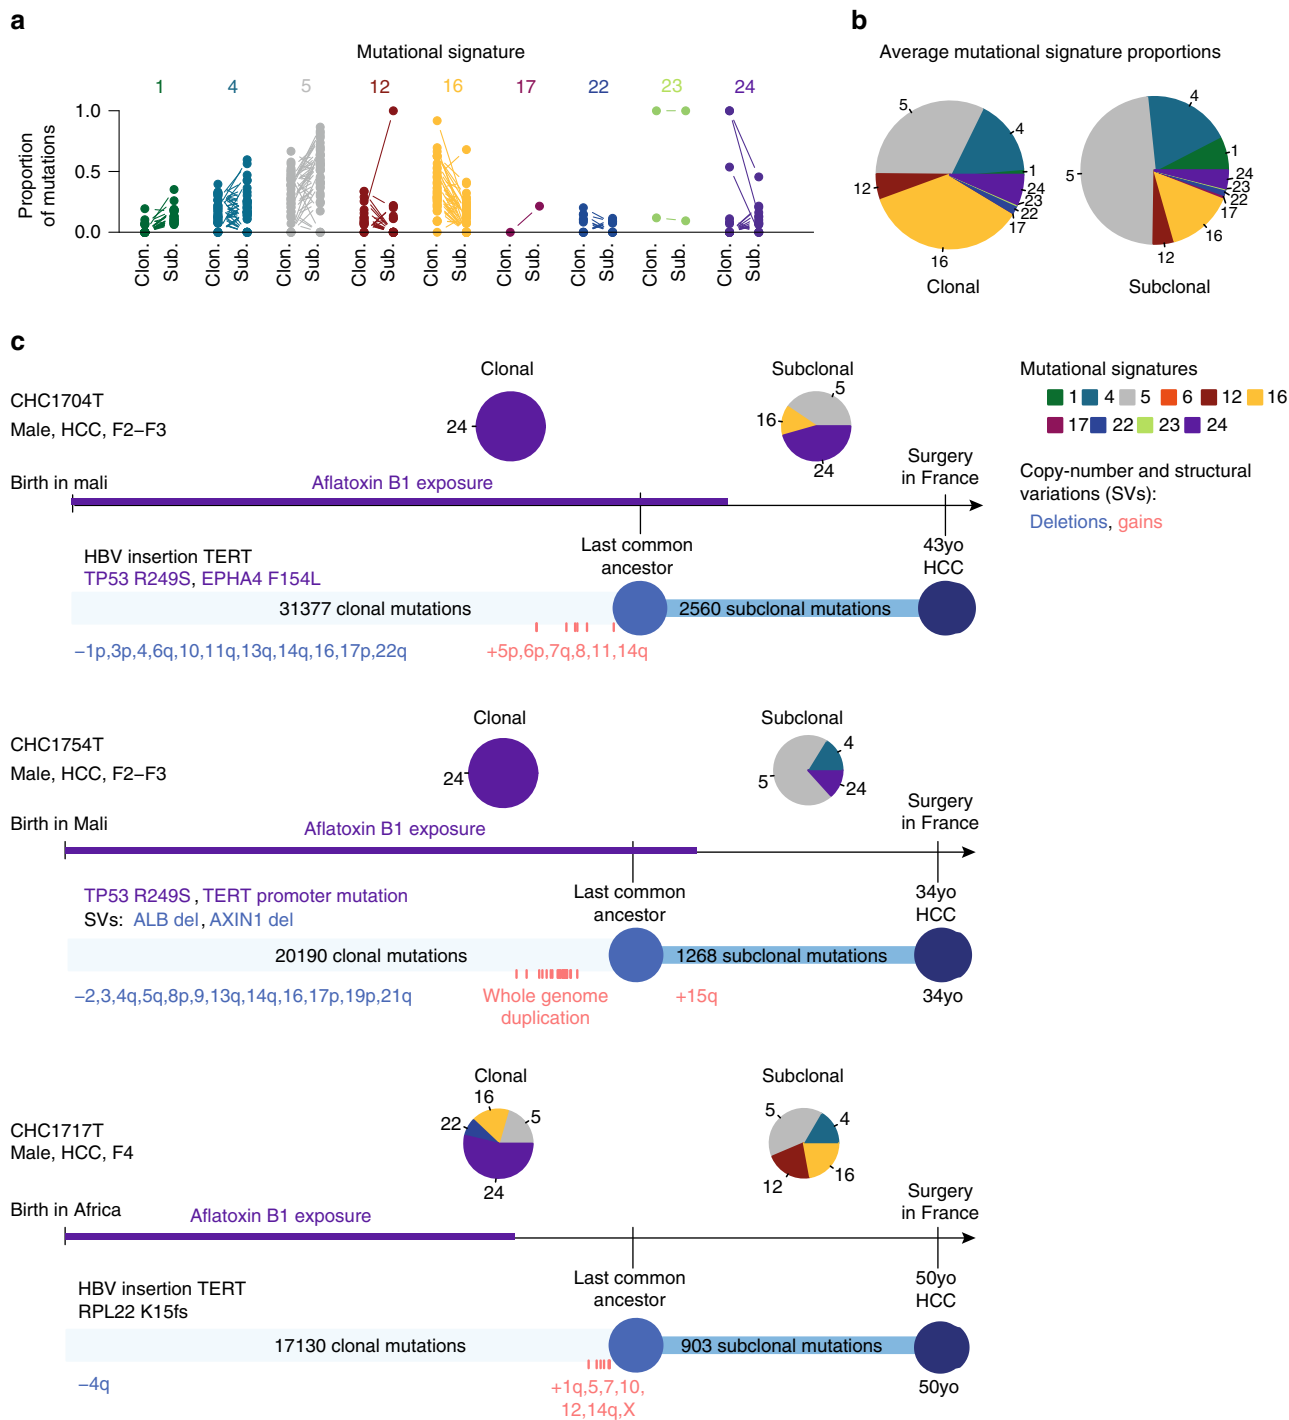 a
Mutational signature
1 4 5 12 16 17 22 23 24
Proportion
of mutations
1.0
0.5
0.0
Clon. Sub. Clon. Sub. Clon. Sub. Clon. Sub. Clon. Sub. Clon. Sub. Clon. Sub. Clon. Sub. Clon. Sub.
b
Average mutational signature proportions
5 4 1 24 23 22 17 16 12
Clonal
4 1 24 23 22 17 16 12 5
Subclonal
c
CHC1704T
Male, HCC, F2−F3
Clonal
24
Subclonal
5
16
24
Birth in mali
Aflatoxin B1 exposure
Surgery
in France
HBV insertion TERT
TP53 R249S, EPHA4 F154L
Last common
ancestor
43yo
HCC
31377 clonal mutations
2560 subclonal mutations
−1p,3p,4,6q,10,11q,13q,14q,16,17p,22q
+5p,6p,7q,8,11,14q
Mutational signatures
1 4 5 6 12 16
17 22 23 24
Copy-number and structural
variations (SVs):
Deletions, gains
CHC1754T
Male, HCC, F2−F3
Clonal
24
Subclonal
4
5
24
Birth in Mali
Aflatoxin B1 exposure
Surgery
in France
TP53 R249S, TERT promoter mutation
SVs: ALB del, AXIN1 del
Last common
ancestor
34yo
HCC
20190 clonal mutations
1268 subclonal mutations
−2,3,4q,5q,8p,9,13q,14q,16,17p,19p,21q
Whole genome
duplication
+15q
34yo
CHC1717T
Male, HCC, F4
Clonal
16
5
22
24
Subclonal
5
4
12
16
Birth in Africa
Aflatoxin B1 exposure
Surgery
in France
HBV insertion TERT
RPL22 K15fs
Last common
ancestor
50yo
HCC
17130 clonal mutations
903 subclonal mutations
−4q
+1q,5,7,10,
12,14q,X
50yo